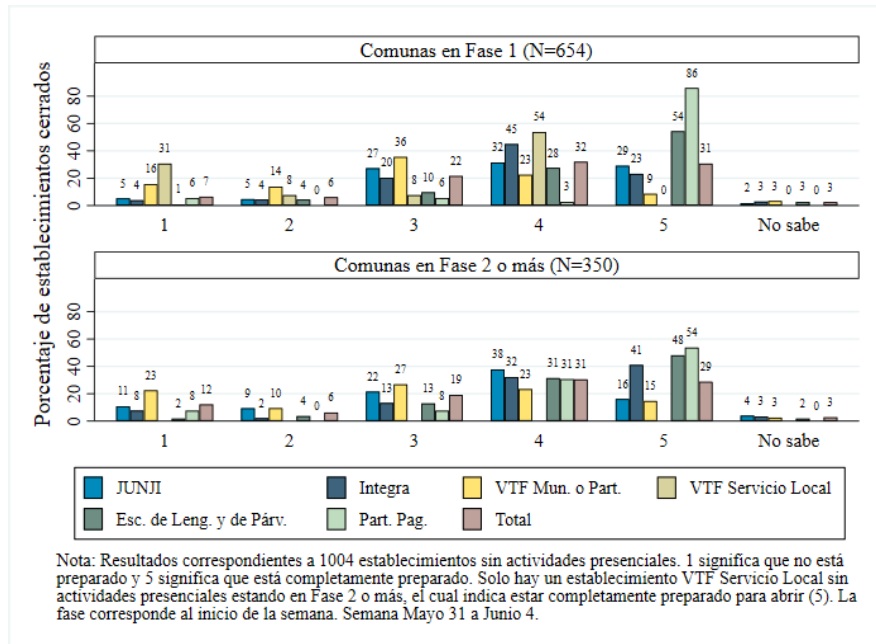 Comunas en Fase 1 (N=654)
Porcentaje de establecimientos cerrados
80
60
40
20
0
5 4 16 31 1 6 7
5 4 14 8 4 0 6
27 20 36 8 10 6 22
32 45 23 54 28 3 32
29 23 9 0 54 86 31
2 3 3 0 3 0 3
1 2 3 4 5 No sabe
Comunas en Fase 2 o más (N=350)
80
60
40
20
0
11 8 23 2 8 12
9 2 10 4 0 6
22 13 27 13 8 19
38 32 23 31 31 31
16 41 15 48 54 29
4 3 3 2 0 3
1 2 3 4 5 No sabe
JUNJI Integra VTF Mun. o Part. VTF Servicio Local
Esc. de Leng. y de Párv. Part. Pag. Total
Nota: Resultados correspondientes a 1004 establecimientos sin actividades presenciales. 1 significa que no está
preparado y 5 significa que está completamente preparado. Solo hay un establecimiento VTF Servicio Local sin
actividades presenciales estando en Fase 2 o más, el cual indica estar completamente preparado para abrir (5). La
fase corresponde al inicio de la semana. Semana Mayo 31 a Junio 4.